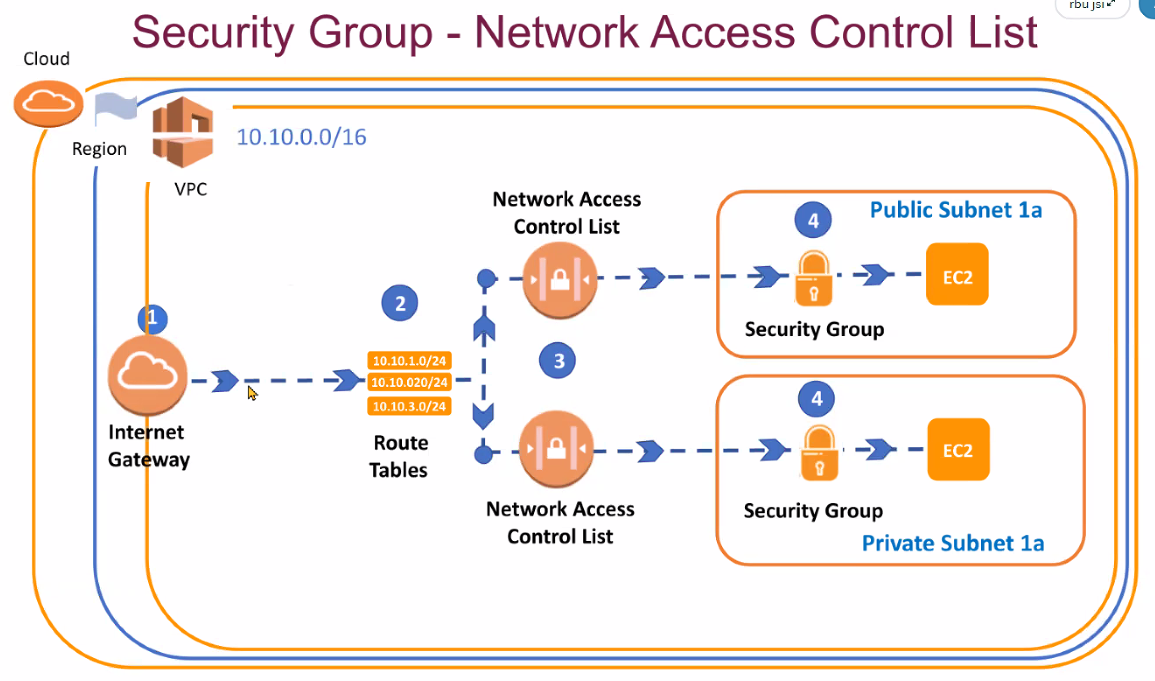 rbu jsi
Security Group - Network Access Control List
Cloud
Region
VPC
10.10.0.0/16
Network Access
Control List
4
Public Subnet 1a
EC2
Security Group
1
2
3
Internet
Gateway
10.10.1.0/24
10.10.020/24
10.10.3.0/24
Route
Tables
Network Access
Control List
4
EC2
Security Group
Private Subnet 1a